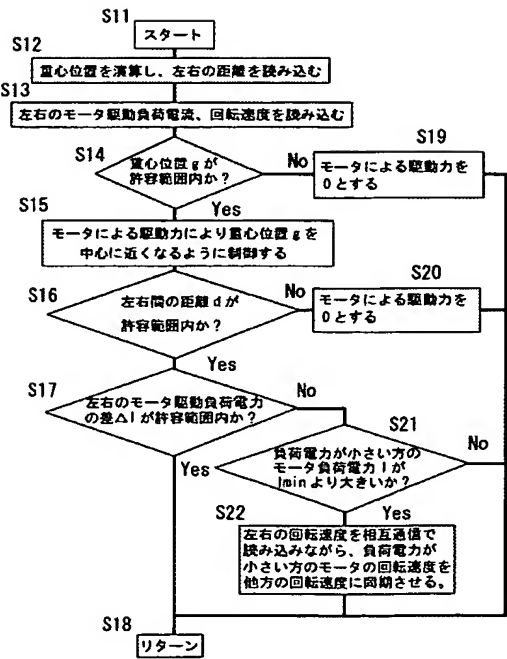 S11
スタート
S12
重心位置を演算し、左右の距離を読み込む
S13
左右のモータ駆動負荷電流、回転速度を読み込む
S14
重心位置gが
許容範囲内か？
No
Yes
S19
モータによる駆動力を
0とする
S15
モータによる駆動力により重心位置gを
中心に近くなるように制御する
S16
左右間の距離dが
許容範囲内か？
No
Yes
S20
モータによる駆動力を
0とする
S17
左右のモータ駆動負荷電力
の差△Iが許容範囲内か？
No
Yes
S21
負荷電力が小さい方の
モータ負荷電力Iが
Iminより大きいか？
No
Yes
S22
左右の回転速度を相互通信で
読み込みながら、負荷電力が
小さい方のモータの回転速度を
他方の回転速度に同期させる。
S18
リターン